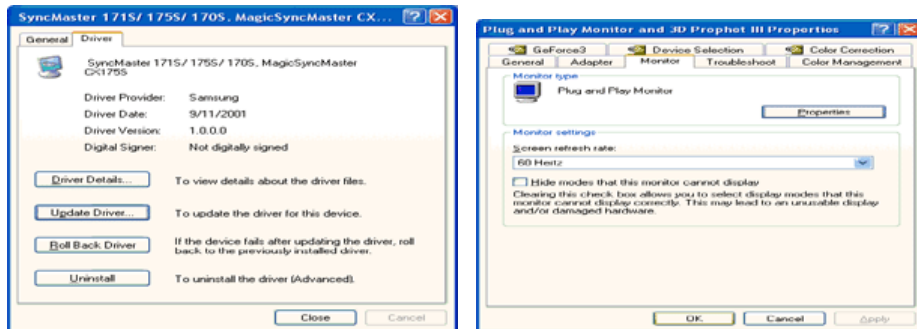 SyncMaster 171S/ 175S/ 170S, MagicSyncMaster CX...
General Driver
SyncMaster 171S/ 175S/ 170S, MagicSyncMaster
CX175S
Driver Provider: Samsung
Driver Date: 9/11/2001
Driver Version: 1.0.0.0
Digital Signer: Not digitally signed
Driver Details... To view details about the driver files.
Update Driver... To update the driver for this device.
Roll Back Driver If the device fails after updating the driver, roll
back to the previously installed driver.
Uninstall To uninstall the driver (Advanced).
Close Cancel
Plug and Play Monitor and 3D Prophet III Properties
GeForce3 Device Selection Color Correction
General Adapter Monitor Troubleshoot Color Management
Monitor type
Plug and Play Monitor
Properties
Monitor settings
Screen refresh rate:
60 Hertz
Hide modes that this monitor cannot display
Clearing this check box allows you to select display modes that this
monitor cannot display correctly. This may lead to an unusable display
and/or damaged hardware.
OK Cancel Apply